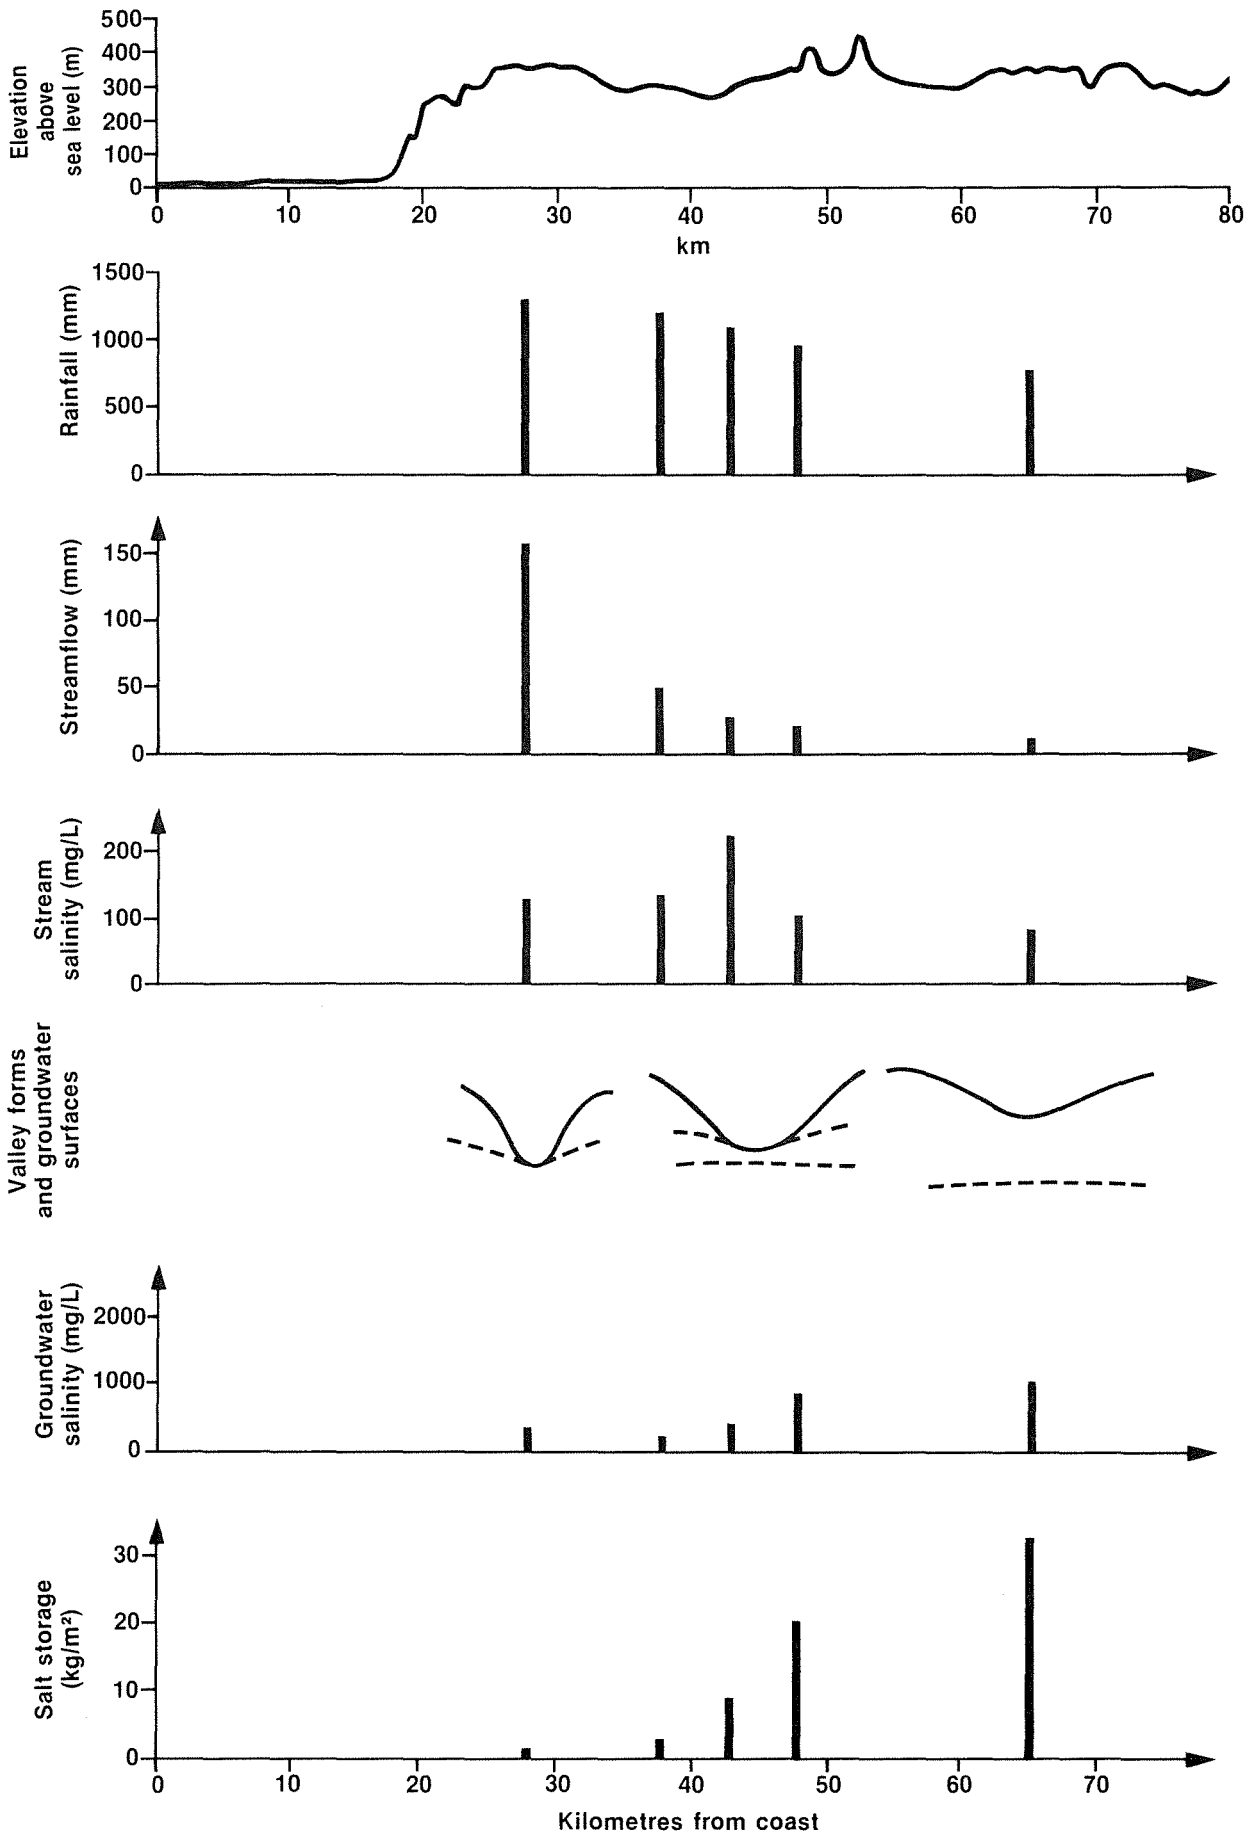 Elevation
above
sea level (m)
500
400
300
200
100
0
0 10 20 30 40 50 60 70 80
km
Rainfall (mm)
1500
1000
500
0
Streamflow (mm)
150
100
50
0
Stream
salinity (mg/L)
200
100
0
Valley forms
and groundwater
surfaces
Groundwater
salinity (mg/L)
2000
1000
0
Salt storage
(kg/m²)
30
20
10
0
0 10 20 30 40 50 60 70
Kilometres from coast